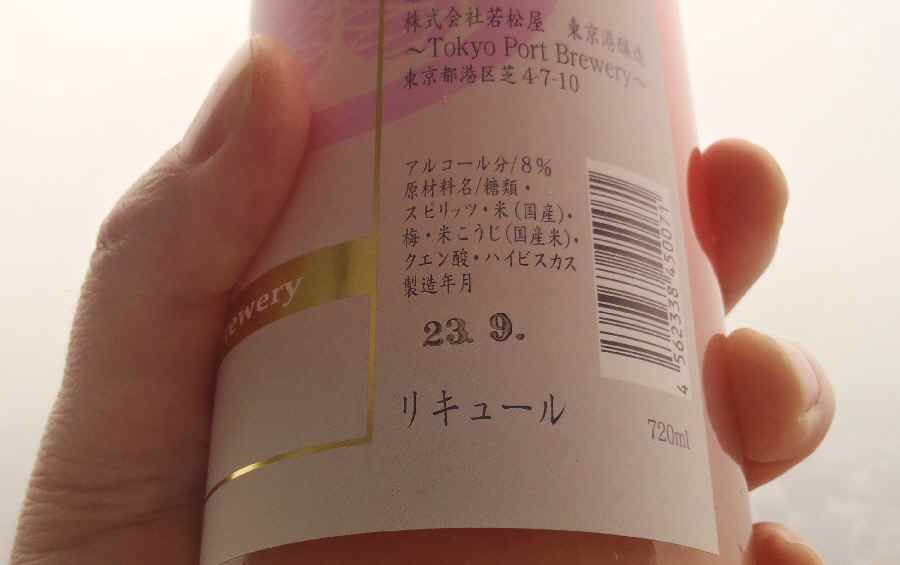 株式会社若松屋 東京港醸造
～Tokyo Port Brewery～
東京都港区芝4-7-10
アルコール分/8%
原材料名/糖類・
スピリッツ・米(国産)・
梅・米こうじ(国産米)・
クエン酸・ハイビスカス
製造年月
23. 9.
リキュール
720ml
4562338450071
rewery